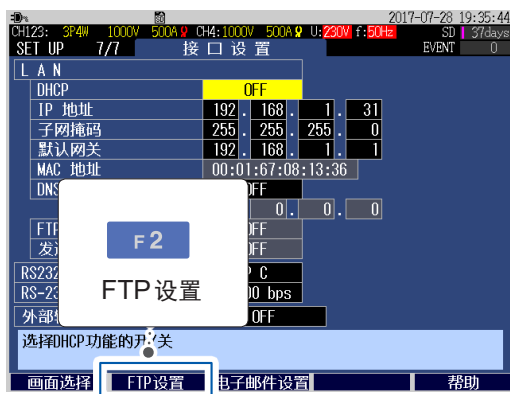 2017-07-28 19:35:44
CH123: 3P4W 1000V 500A CH4:1000V 500A U:230V f:50Hz SD 37days
SET UP 7/7 接口设置 EVENT 0
LAN
DHCP OFF
IP 地址 192 . 168 . 1 . 31
子网掩码 255 . 255 . 255 . 0
默认网关 192 . 168 . 1 . 1
MAC 地址 00:01:67:08:13:36
DNS FF
0 . 0 . 0
FTP FF
发 FF
RS232 C
RS-23 00 bps
外部 OFF
F2
FTP设置
选择DHCP功能的开/关
画面选择 FTP设置 电子邮件设置 帮助